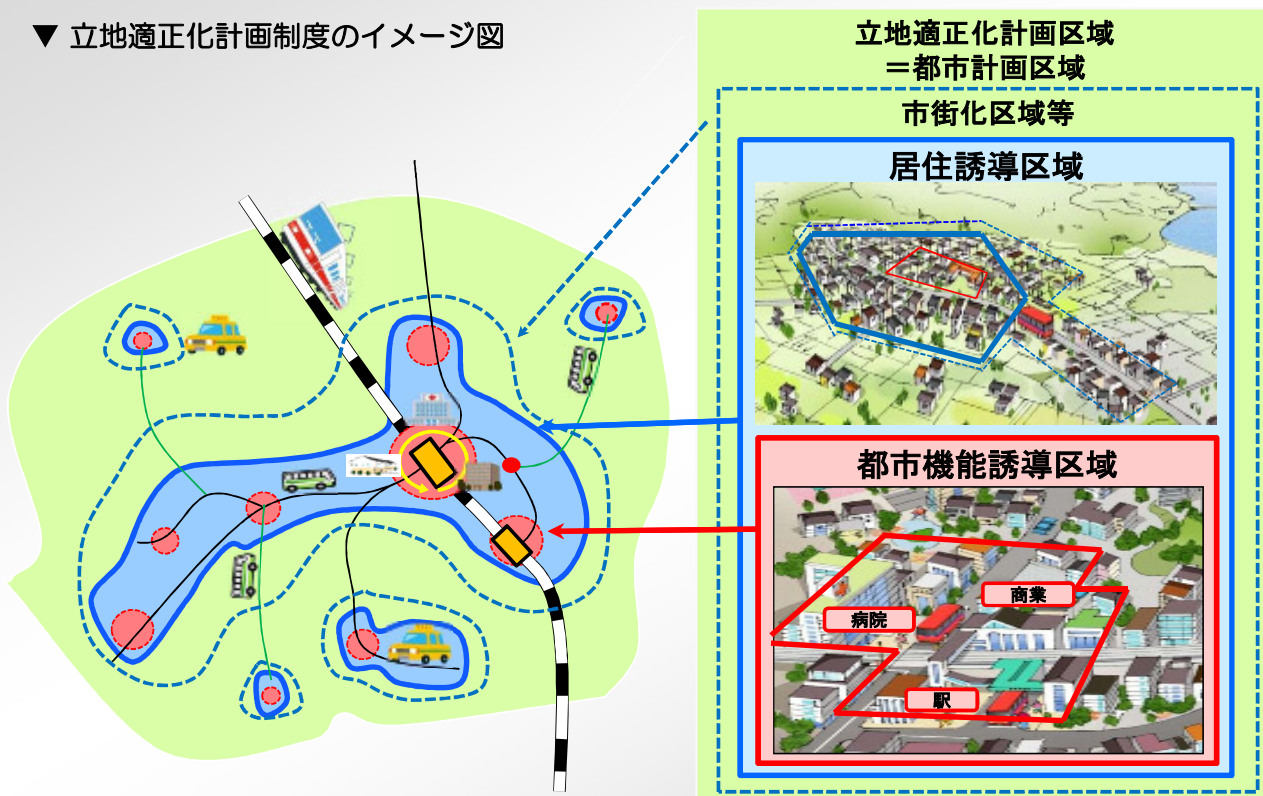 ▼ 立地適正化計画制度のイメージ図
立地適正化計画区域
＝都市計画区域
市街化区域等
居住誘導区域
都市機能誘導区域
商業
病院
駅